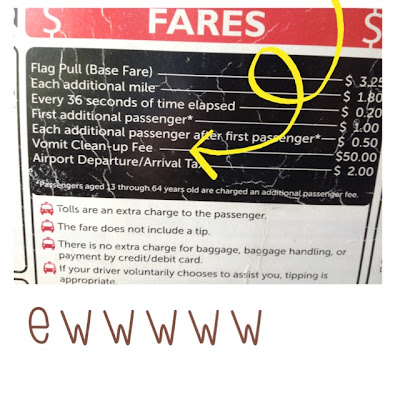 $ FARES $
Flag Pull (Base Fare) $ 3.25
Each additional mile $ 1.80
Every 36 seconds of time elapsed $ 0.20
First additional passenger* $ 1.00
Each additional passenger after first passenger* $ 0.50
Vomit Clean-up Fee $50.00
Airport Departure/Arrival Tax $ 2.00
*Passengers aged 13 through 64 years old are charged an additional passenger fee.
Tolls are an extra charge to the passenger.
The fare does not include a tip.
There is no extra charge for baggage, baggage handling, or
payment by credit/debit card.
If your driver voluntarily chooses to assist you, tipping is
appropriate.
ewwwww